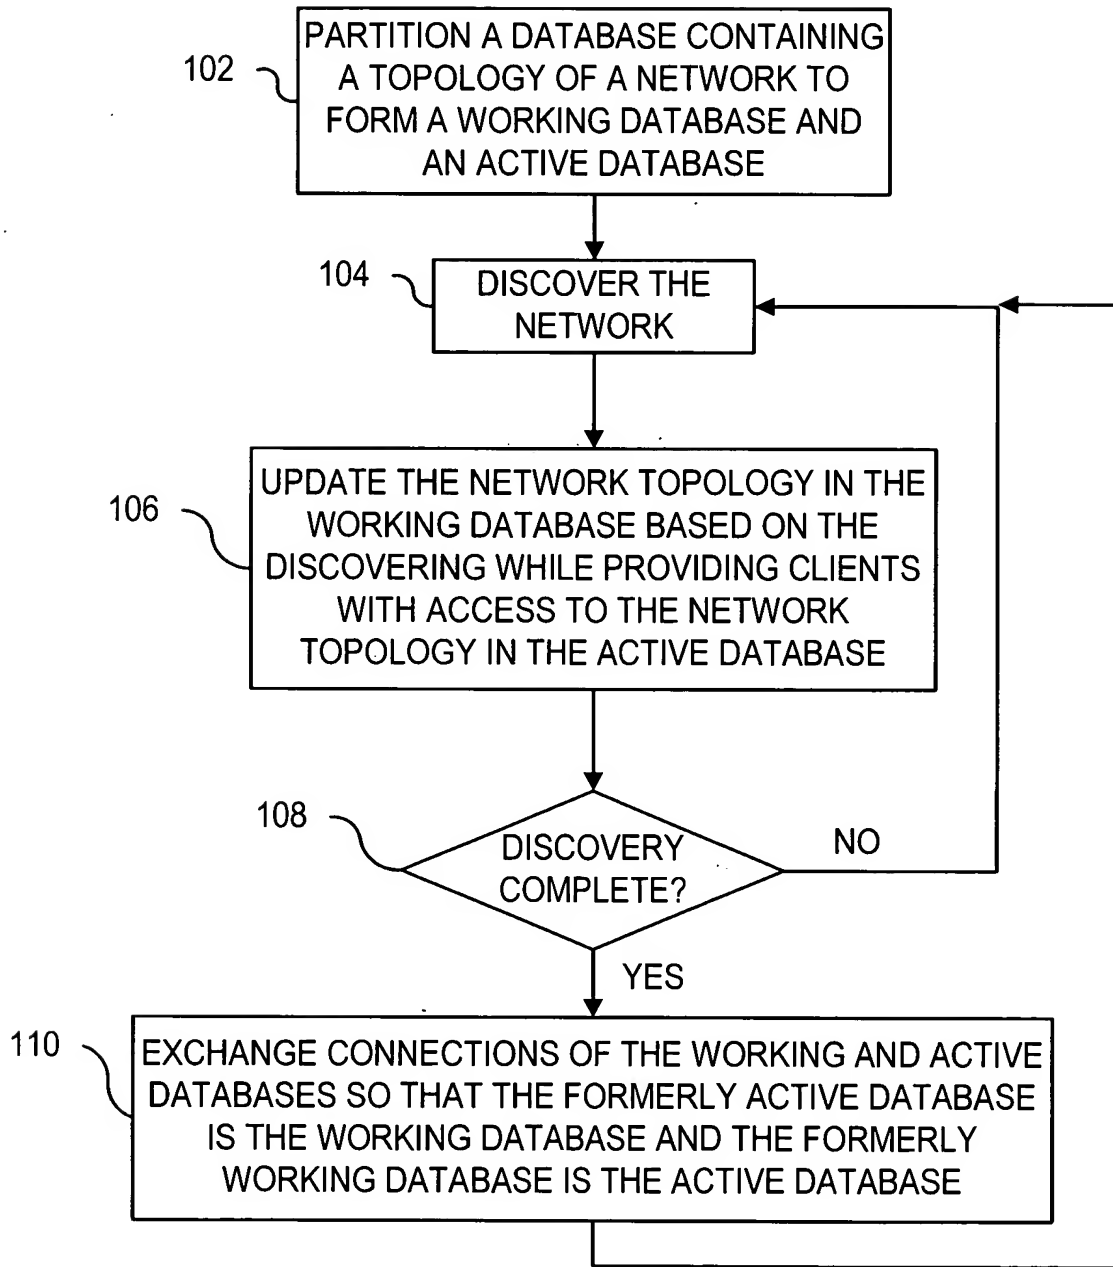 102
PARTITION A DATABASE CONTAINING
A TOPOLOGY OF A NETWORK TO
FORM A WORKING DATABASE AND
AN ACTIVE DATABASE
104
DISCOVER THE
NETWORK
106
UPDATE THE NETWORK TOPOLOGY IN THE
WORKING DATABASE BASED ON THE
DISCOVERING WHILE PROVIDING CLIENTS
WITH ACCESS TO THE NETWORK
TOPOLOGY IN THE ACTIVE DATABASE
108
DISCOVERY
COMPLETE?
NO
YES
110
EXCHANGE CONNECTIONS OF THE WORKING AND ACTIVE
DATABASES SO THAT THE FORMERLY ACTIVE DATABASE
IS THE WORKING DATABASE AND THE FORMERLY
WORKING DATABASE IS THE ACTIVE DATABASE